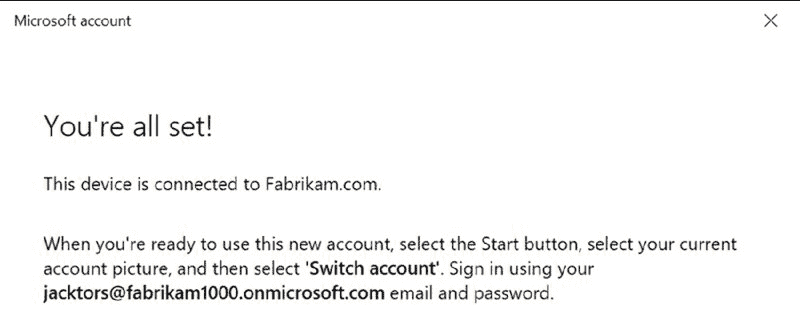 Microsoft account
You're all set!
This device is connected to Fabrikam.com.
When you're ready to use this new account, select the Start button, select your current
account picture, and then select 'Switch account'. Sign in using your
jacktors@fabrikam1000.onmicrosoft.com email and password.